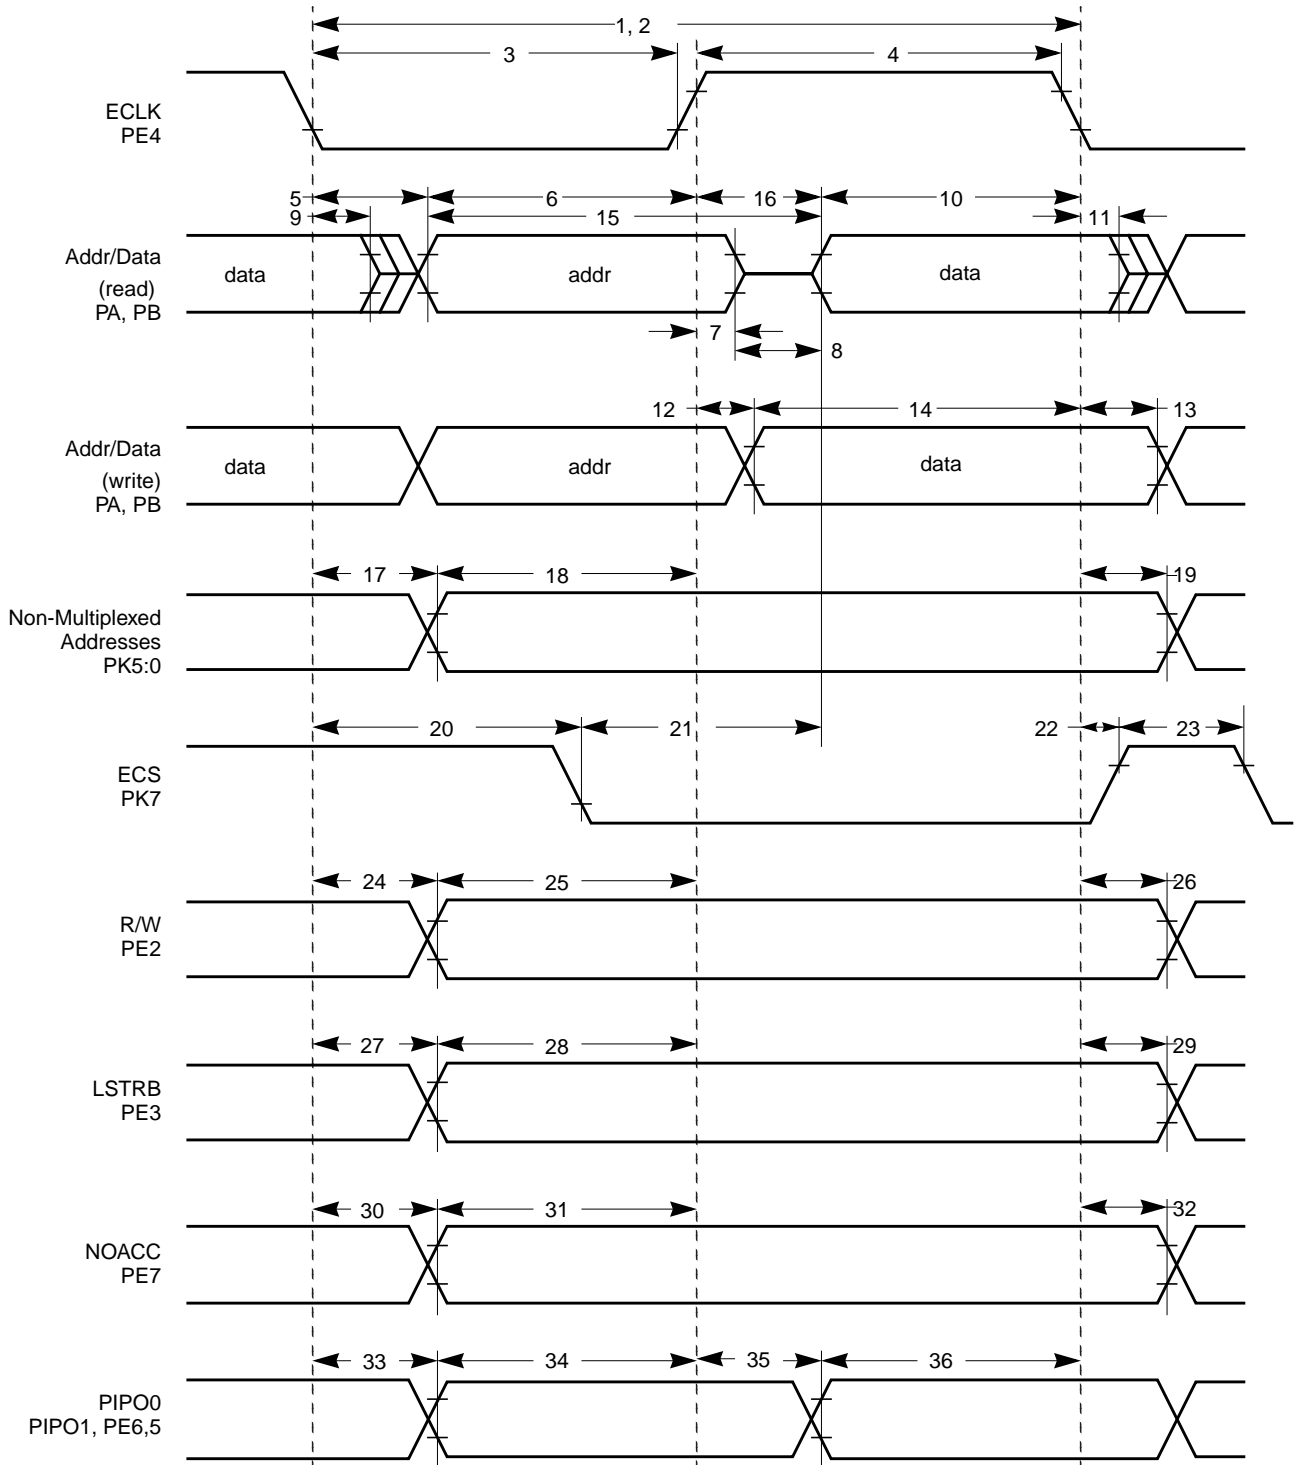 1, 2
3
4
ECLK
PE4
5
6
16
10
9
15
11
Addr/Data
(read)
PA, PB
data
addr
data
7
8
12
14
13
Addr/Data
(write)
PA, PB
data
addr
data
17
18
19
Non-Multiplexed
Addresses
PK5:0
20
21
22
23
ECS
PK7
24
25
26
R/W
PE2
27
28
29
LSTRB
PE3
30
31
32
NOACC
PE7
33
34
35
36
PIPO0
PIPO1, PE6,5